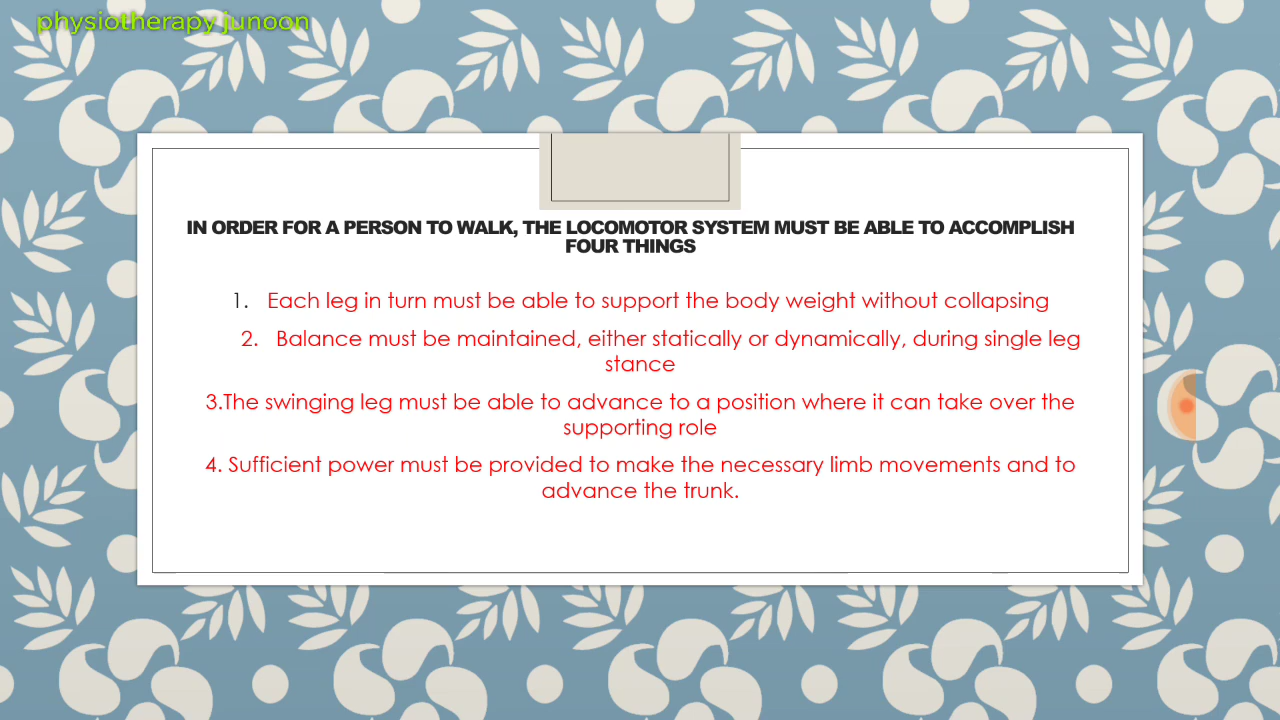 physiotherapy junoon
IN ORDER FOR A PERSON TO WALK, THE LOCOMOTOR SYSTEM MUST BE ABLE TO ACCOMPLISH
FOUR THINGS
1. Each leg in turn must be able to support the body weight without collapsing
2. Balance must be maintained, either statically or dynamically, during single leg
stance
3.The swinging leg must be able to advance to a position where it can take over the
supporting role
4. Sufficient power must be provided to make the necessary limb movements and to
advance the trunk.